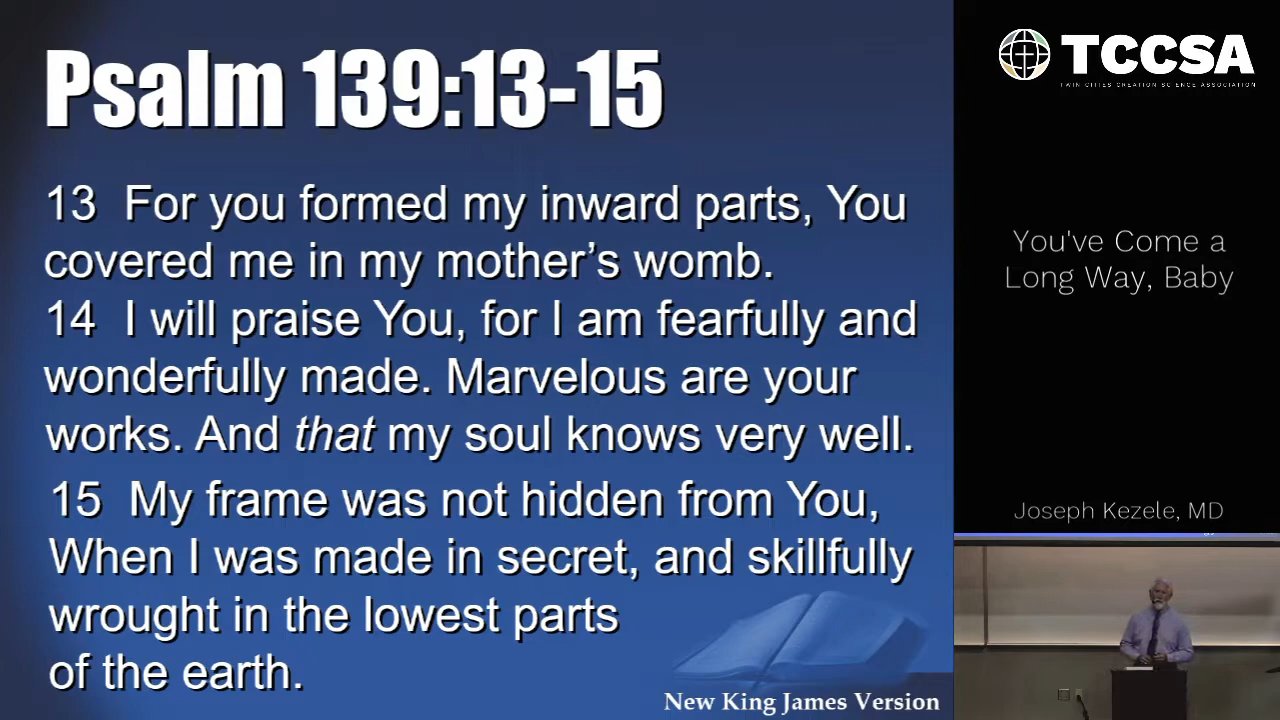 Psalm 139:13-15
13 For you formed my inward parts, You
covered me in my mother’s womb.
14 I will praise You, for I am fearfully and
wonderfully made. Marvelous are your
works. And that my soul knows very well.
15 My frame was not hidden from You,
When I was made in secret, and skillfully
wrought in the lowest parts
of the earth.
New King James Version
TCCSA
TWIN CITIES CREATION SCIENCE ASSOCIATION
You've Come a
Long Way, Baby
Joseph Kezele, MD